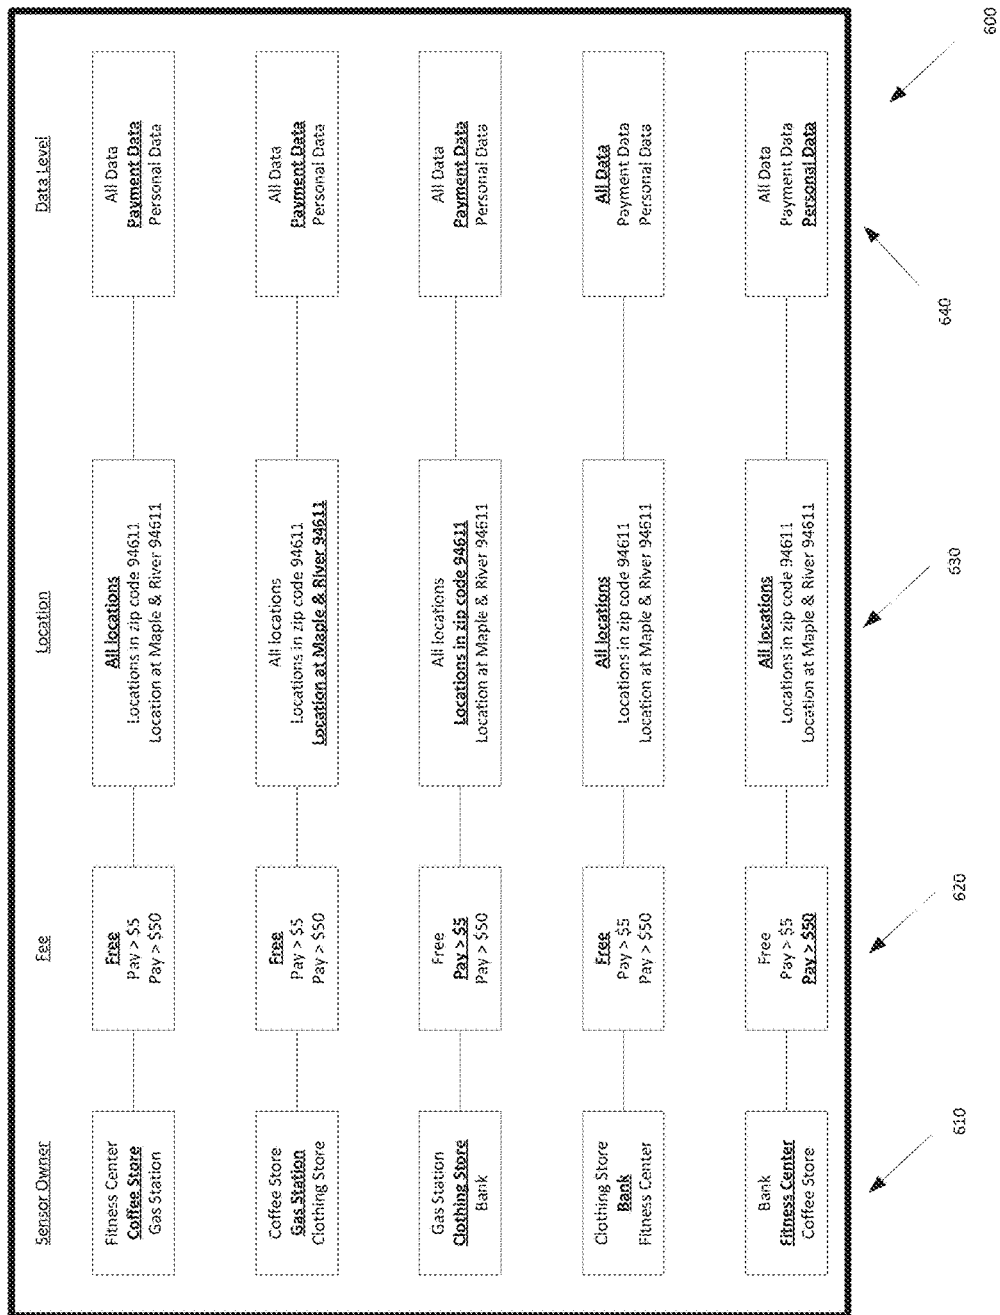 Sensor Owner
Fee
Location
Data Level
Fitness Center
Coffee Store
Gas Station
Free
Pay > $5
Pay > $50
All locations
Locations in zip code 94611
Location at Maple & River 94611
All Data
Payment Data
Personal Data
Coffee Store
Gas Station
Clothing Store
Free
Pay > $5
Pay > $50
All locations
Locations in zip code 94611
Location at Maple & River 94611
All Data
Payment Data
Personal Data
Gas Station
Clothing Store
Bank
Free
Pay > $5
Pay > $50
All locations
Locations in zip code 94611
Location at Maple & River 94611
All Data
Payment Data
Personal Data
Clothing Store
Bank
Fitness Center
Free
Pay > $5
Pay > $50
All locations
Locations in zip code 94611
Location at Maple & River 94611
All Data
Payment Data
Personal Data
Bank
Fitness Center
Coffee Store
Free
Pay > $5
Pay > $50
All locations
Locations in zip code 94611
Location at Maple & River 94611
All Data
Payment Data
Personal Data
610
620
630
640
600